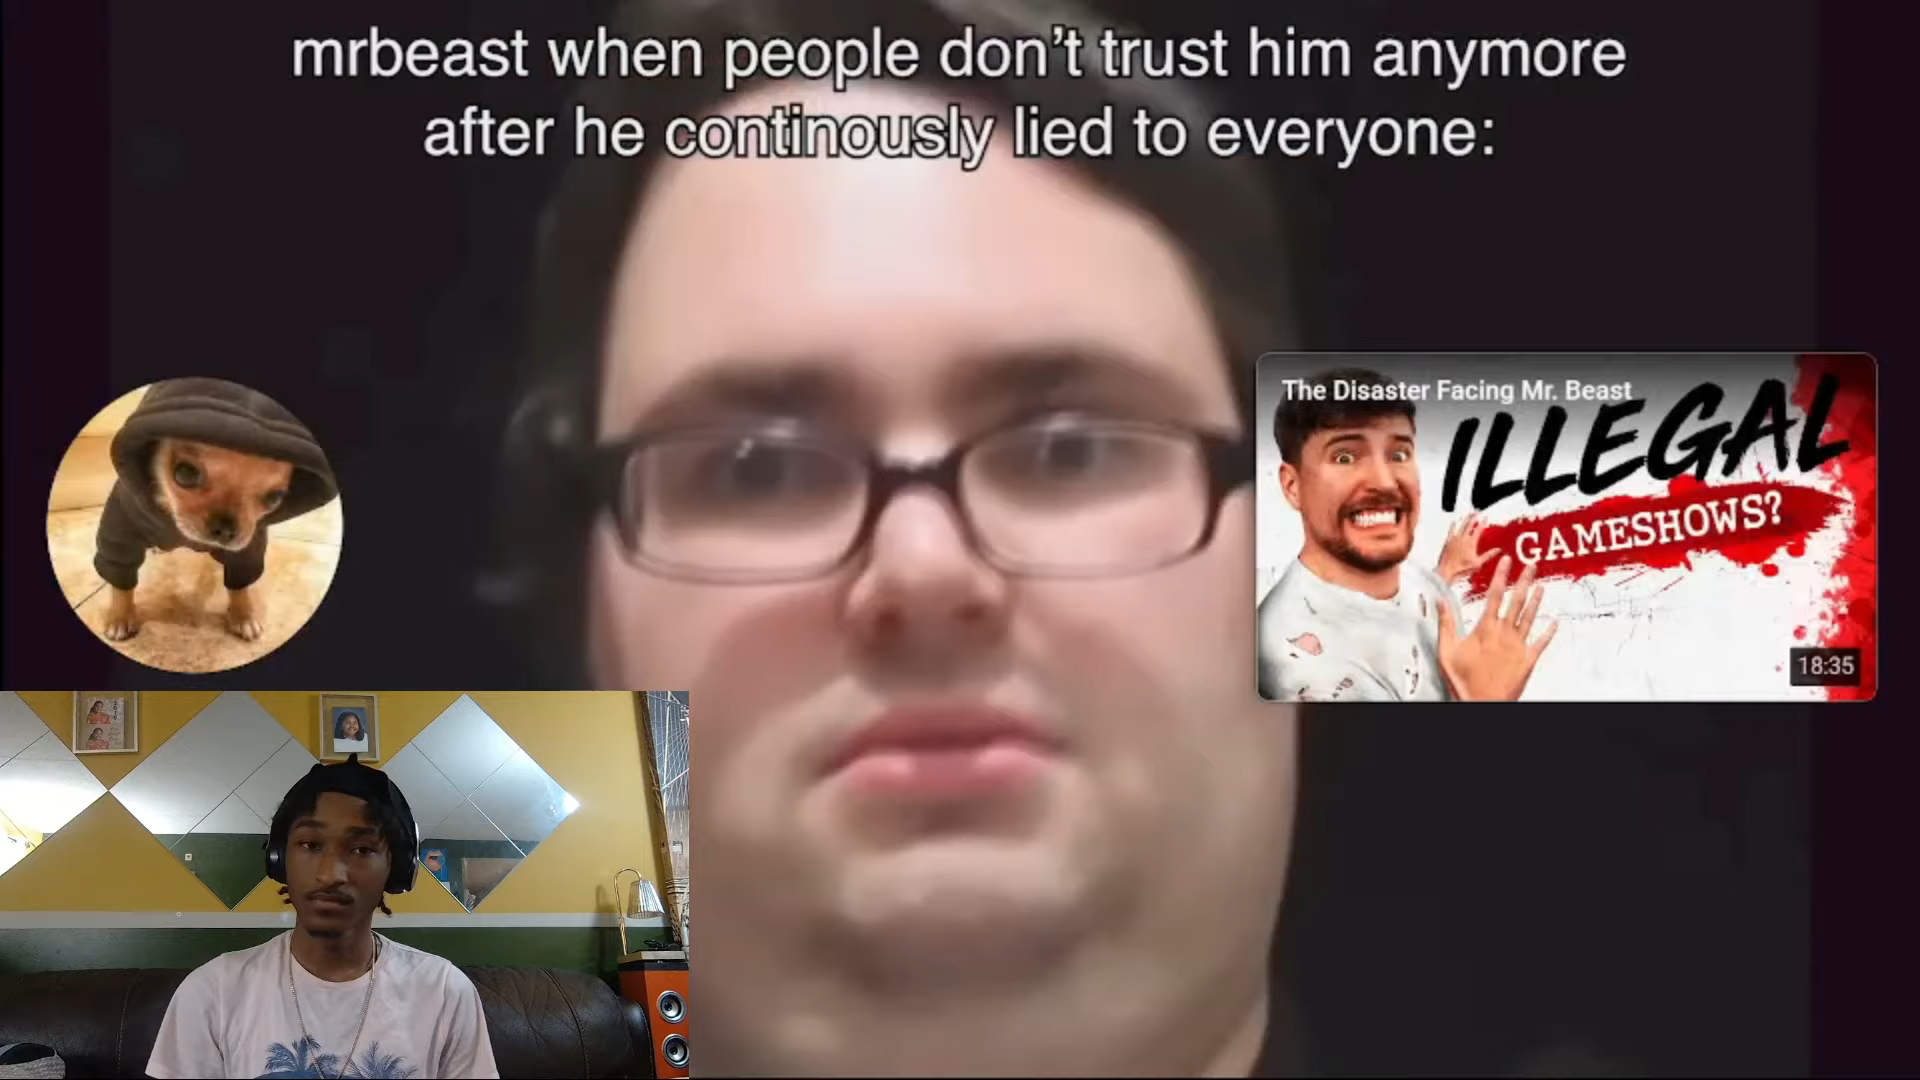 mrbeast when people don't trust him anymore
after he continously lied to everyone:
The Disaster Facing Mr. Beast
ILLEGAL
GAMESHOWS?
18:35